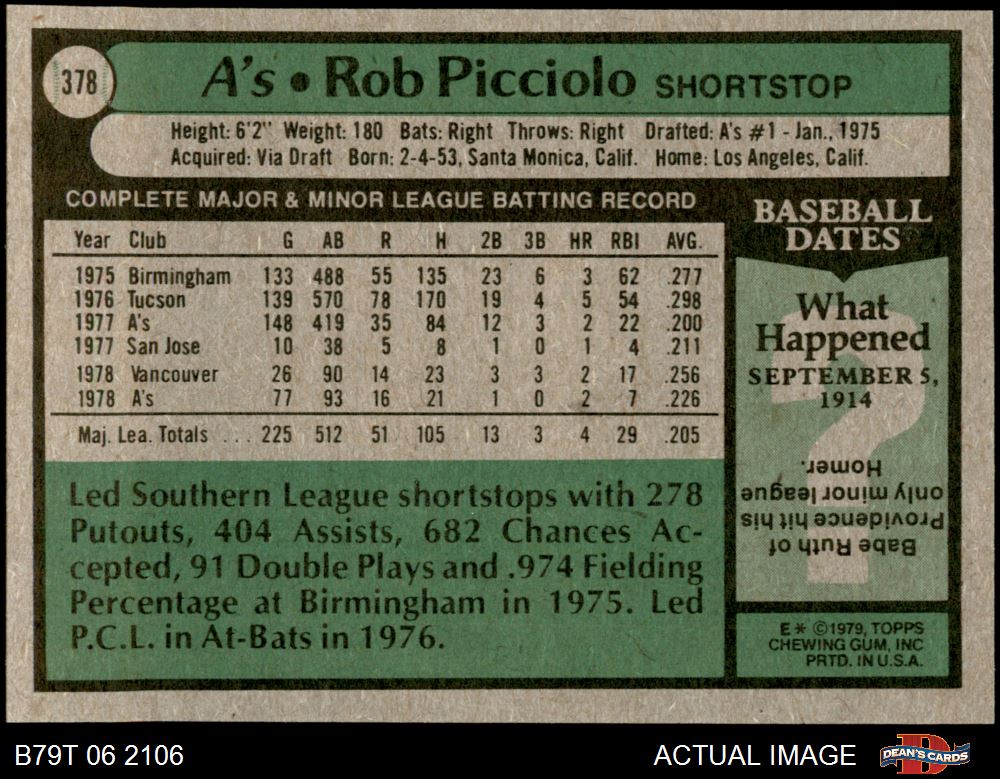 378
A's • Rob Picciolo SHORTSTOP
Height: 6'2" Weight: 180 Bats: Right Throws: Right Drafted: A's #1 - Jan., 1975
Acquired: Via Draft Born: 2-4-53, Santa Monica, Calif. Home: Los Angeles, Calif.
COMPLETE MAJOR & MINOR LEAGUE BATTING RECORD
Year Club G AB R H 2B 3B HR RBI AVG.
1975 Birmingham 133 488 55 135 23 6 3 62 .277
1976 Tucson 139 570 78 170 19 4 5 54 .298
1977 A's 148 419 35 84 12 3 2 22 .200
1977 San Jose 10 38 5 8 1 0 1 4 .211
1978 Vancouver 26 90 14 23 3 3 2 17 .256
1978 A's 77 93 16 21 1 0 2 7 .226
Maj. Lea. Totals ... 225 512 51 105 13 3 4 29 .205
Led Southern League shortstops with 278
Putouts, 404 Assists, 682 Chances Ac-
cepted, 91 Double Plays and .974 Fielding
Percentage at Birmingham in 1975. Led
P.C.L. in At-Bats in 1976.
BASEBALL
DATES
What
Happened
SEPTEMBER 5,
1914
?
Babe Ruth of
Providence hit his
only minor league
Homer.
E* ©1979, TOPPS
CHEWING GUM, INC
PRTD. IN U.S.A.
B79T 06 2106
ACTUAL IMAGE
D
DEAN'S CARDS